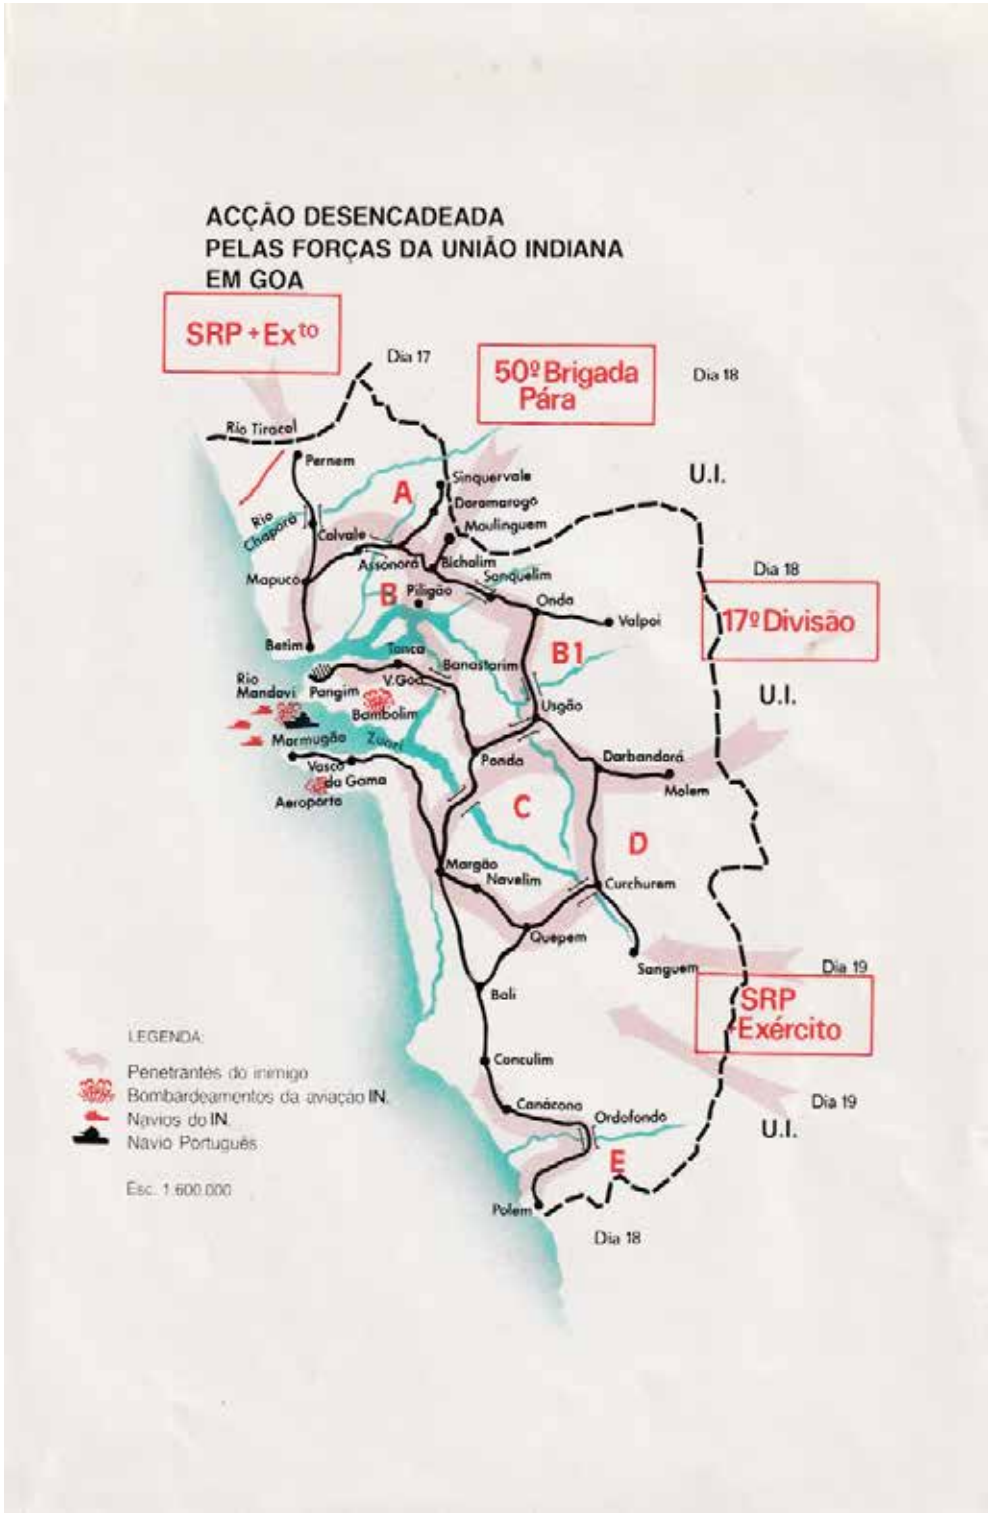 ACÇÃO DESENCADEADA
PELAS FORÇAS DA UNIÃO INDIANA
EM GOA
SRP + Exto
Dia 17
50º Brigada
Pára
Dia 18
Rio Tiracol
Pernem
U.I.
Sinquervale
A
Doromarogo
Rio
Chaporá
Colvale
Moulinguem
Assonorá
Bicholim
Sanquelim
Mapuçá
B
Piligão
Onda
Valpoi
Dia 18
17º Divisão
Betim
Tonca
Banastarim
B1
U.I.
V.Goa
Rio
Mandovi
Pangim
Bambolim
Usgão
Marmugão
Zuari
Ponda
Darbandorá
Vasco
da Gama
Molem
Aeroporto
C
D
Margão
Navelim
Curchurem
Quepem
Sanguem
Dia 19
Bali
SRP
+Exército
LEGENDA:
Penetrantes do inimigo
Bombardeamentos da aviação IN.
Navios do IN.
Navio Português
Conculim
Canácona
Ordofondo
Dia 19
U.I.
E
Esc. 1:600.000
Polem
Dia 18